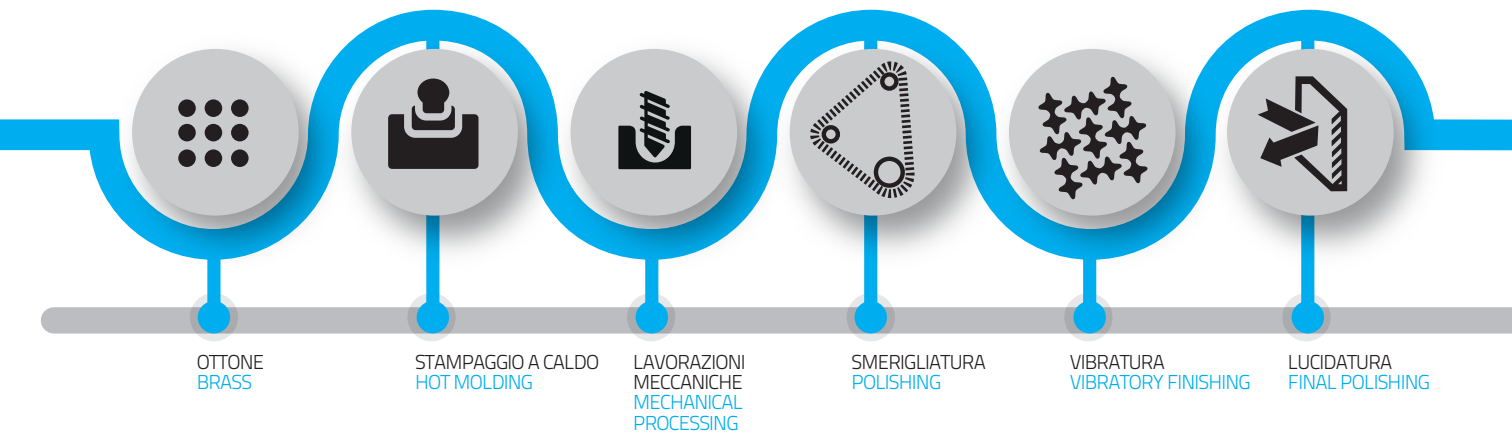 OTTONE
BRASS
STAMPAGGIO A CALDO
HOT MOLDING
LAVORAZIONI
MECCANICHE
MECHANICAL
PROCESSING
SMERIGLIATURA
POLISHING
VIBRATURA
VIBRATORY FINISHING
LUCIDATURA
FINAL POLISHING